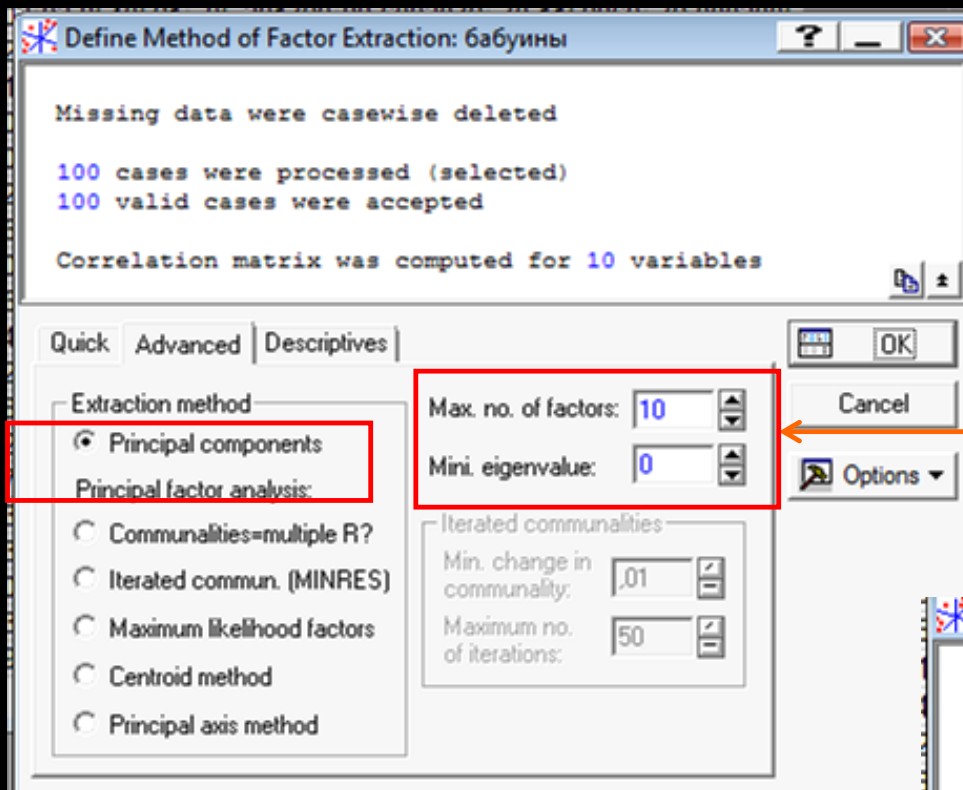 Define Method of Factor Extraction: бабуины
Missing data were casewise deleted
100 cases were processed (selected)
100 valid cases were accepted
Correlation matrix was computed for 10 variables
Quick Advanced Descriptives
OK
Cancel
Options
Extraction method
Principal components
Principal factor analysis:
Communalities=multiple R?
Iterated commun. (MINRES)
Maximum likelihood factors
Centroid method
Principal axis method
Max. no. of factors: 10
Mini. eigenvalue: 0
Iterated communalities
Min. change in
communality: ,01
Maximum no.
of iterations: 50